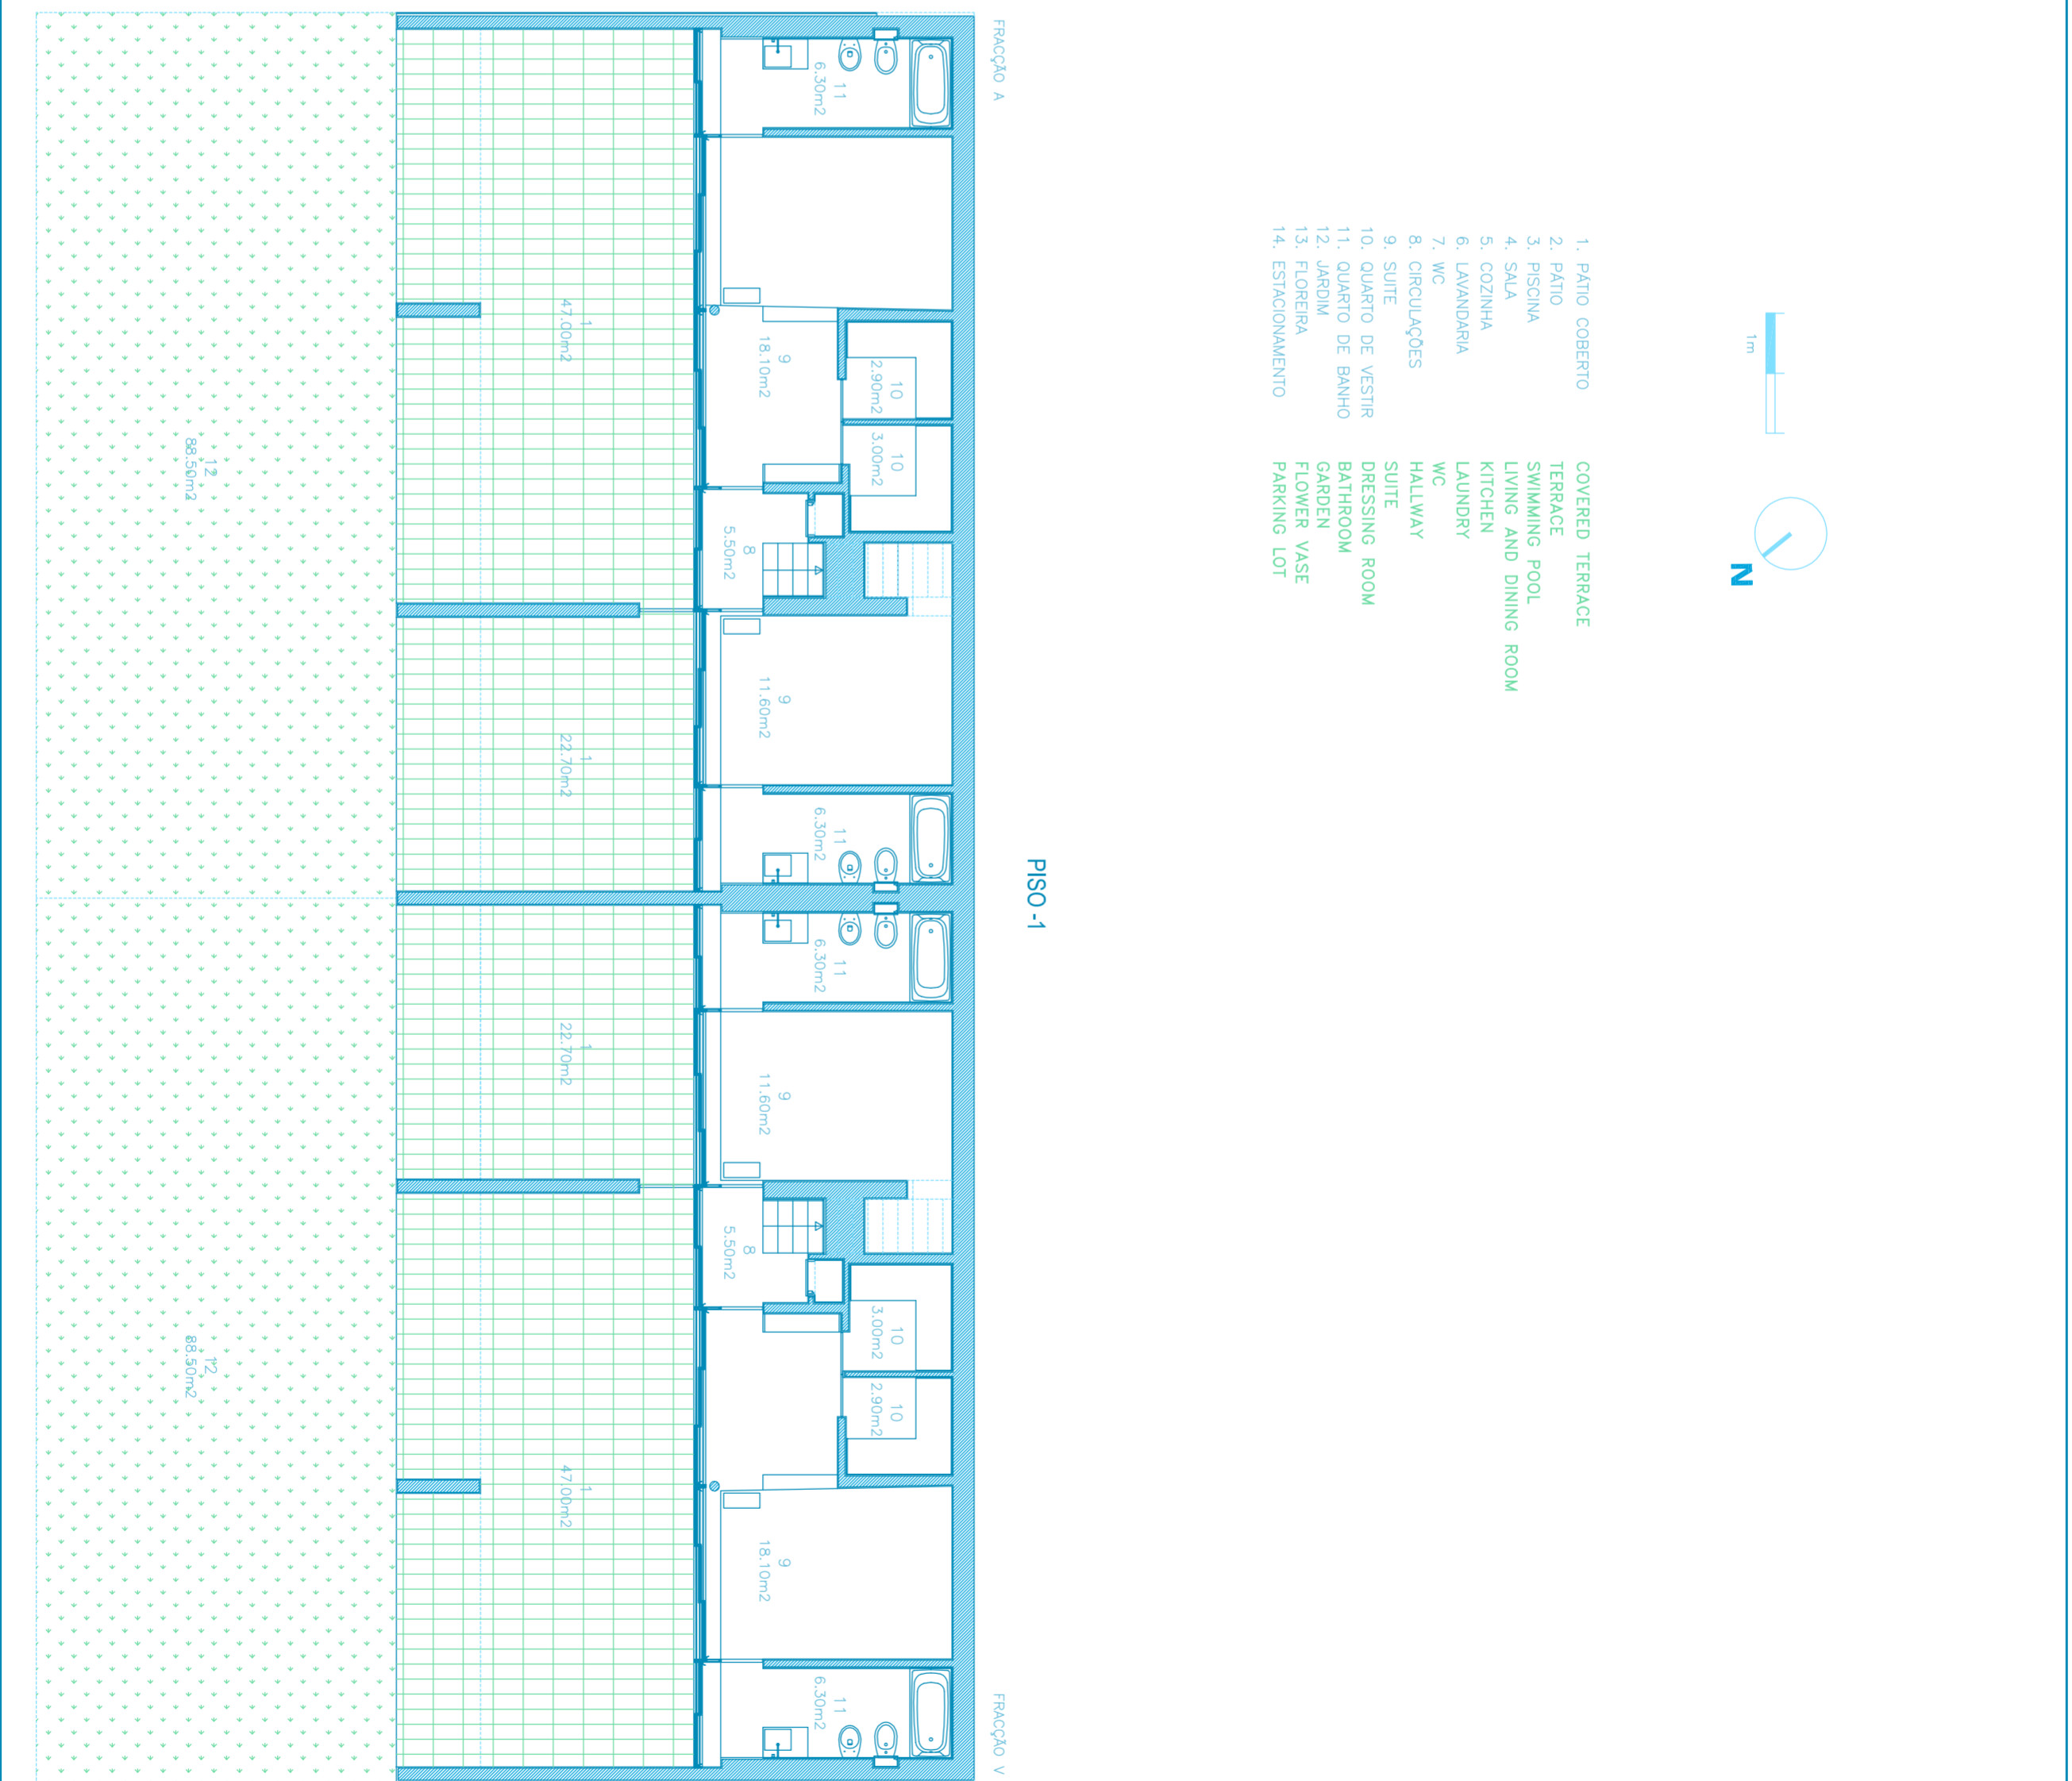 1m
N
1. PÁTIO COBERTO COVERED TERRACE
2. PÁTIO TERRACE
3. PISCINA SWIMMING POOL
4. SALA LIVING AND DINING ROOM
5. COZINHA KITCHEN
6. LAVANDARIA LAUNDRY
7. WC WC
8. CIRCULAÇÕES HALLWAY
9. SUITE SUITE
10. QUARTO DE VESTIR DRESSING ROOM
11. QUARTO DE BANHO BATHROOM
12. JARDIM GARDEN
13. FLOREIRA FLOWER VASE
14. ESTACIONAMENTO PARKING LOT
PISO -1
FRACÇÃO A
FRACÇÃO V
11
6.30m2
9
18.10m2
10
2.90m2
10
3.00m2
8
5.50m2
9
11.60m2
11
6.30m2
11
6.30m2
9
11.60m2
8
5.50m2
10
3.00m2
10
2.90m2
9
18.10m2
11
6.30m2
1
47.00m2
1
22.70m2
1
22.70m2
1
47.00m2
12
88.50m2
12
88.50m2